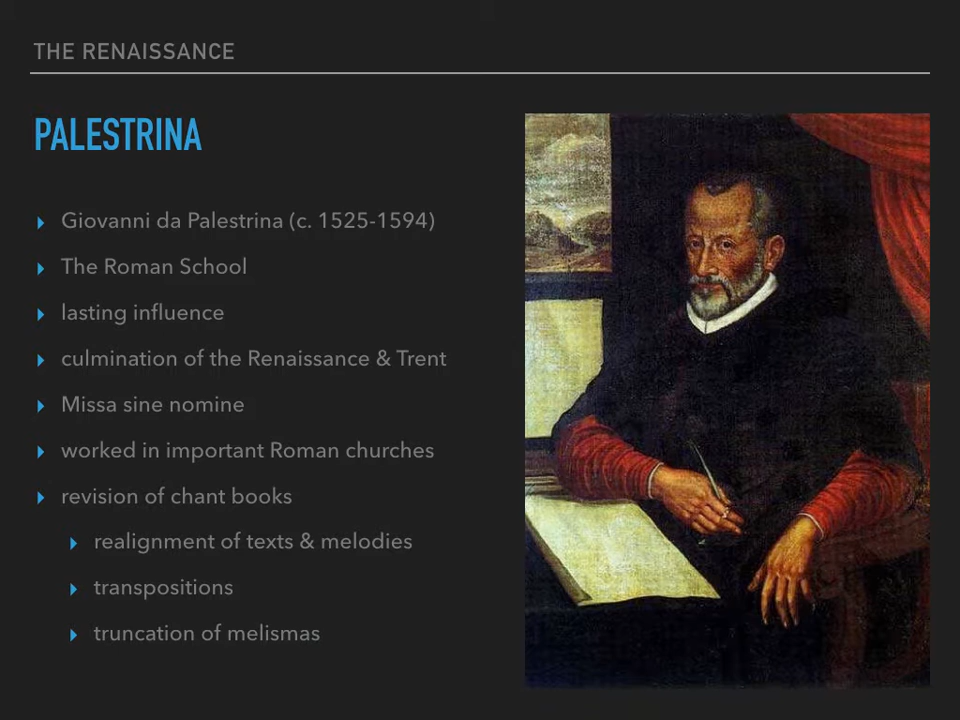 THE RENAISSANCE
PALESTRINA
Giovanni da Palestrina (c. 1525-1594)
The Roman School
lasting influence
culmination of the Renaissance & Trent
Missa sine nomine
worked in important Roman churches
revision of chant books
realignment of texts & melodies
transpositions
truncation of melismas